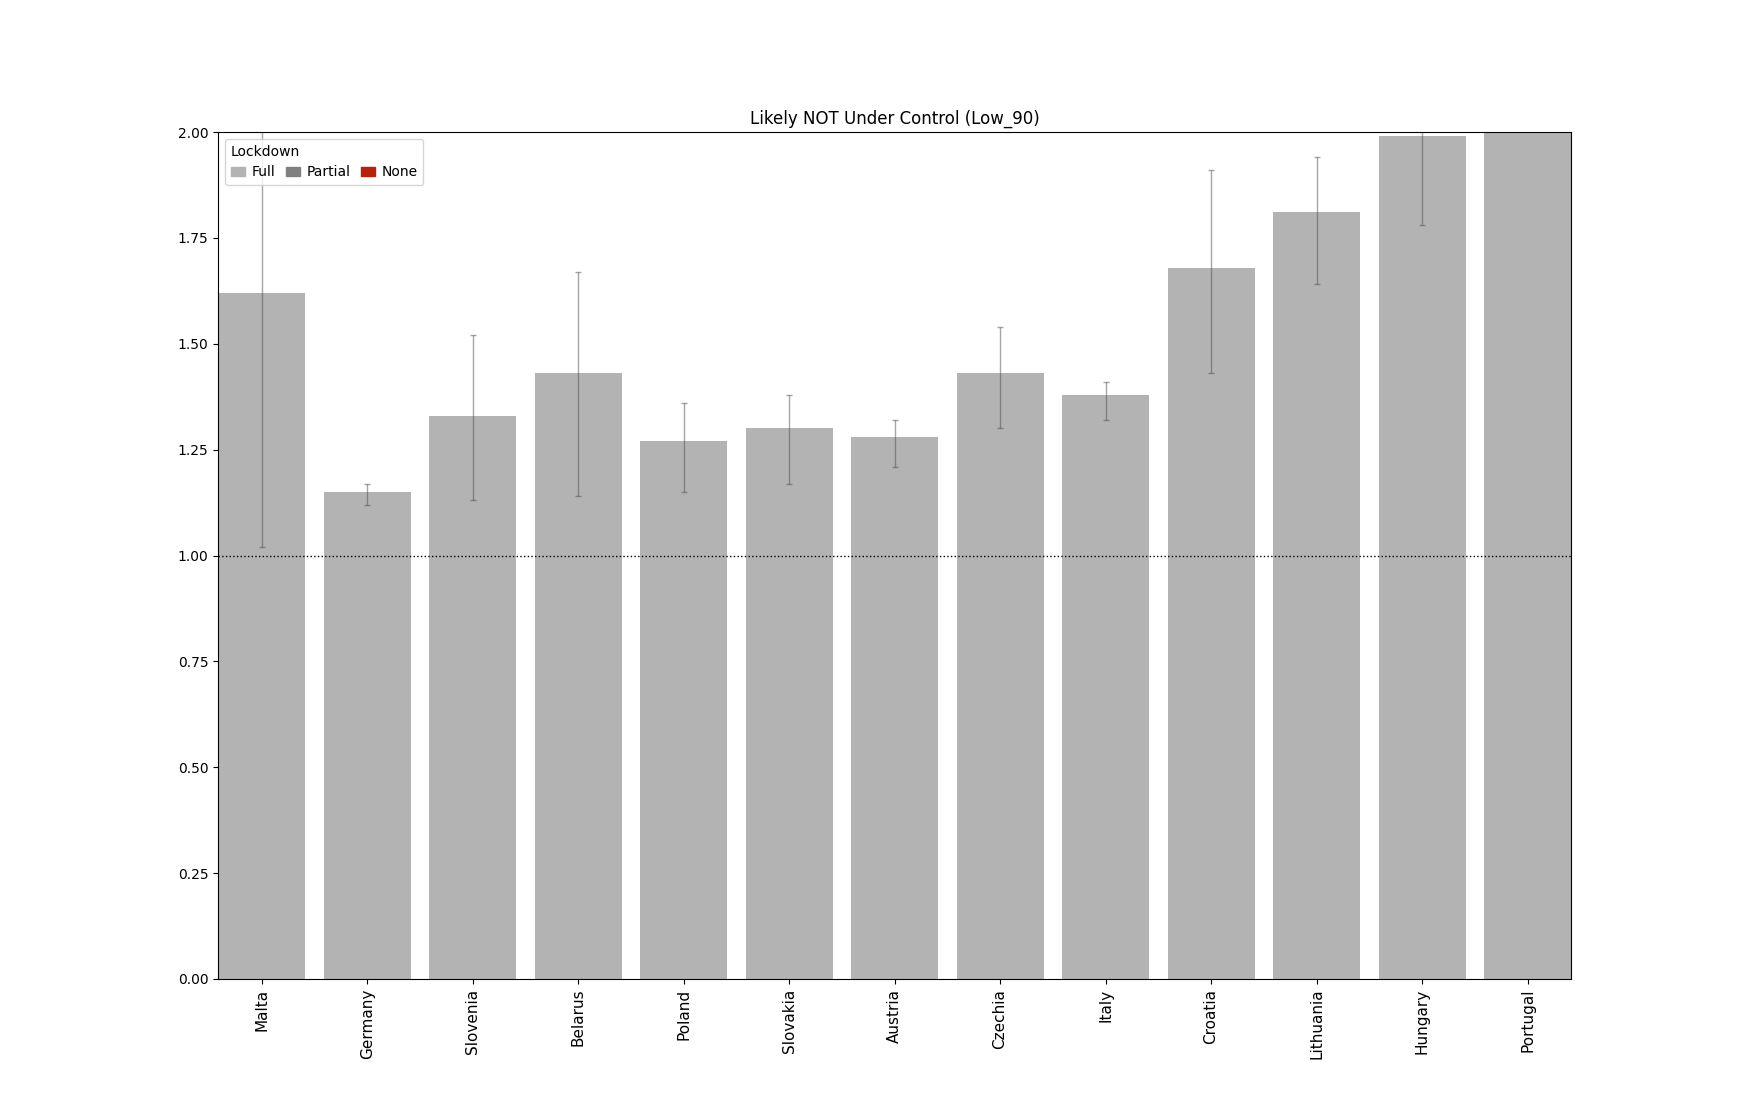 Likely NOT Under Control (Low_90)
Lockdown
Full Partial None
2.00
1.75
1.50
1.25
1.00
0.75
0.50
0.25
0.00
Malta
Germany
Slovenia
Belarus
Poland
Slovakia
Austria
Czechia
Italy
Croatia
Lithuania
Hungary
Portugal